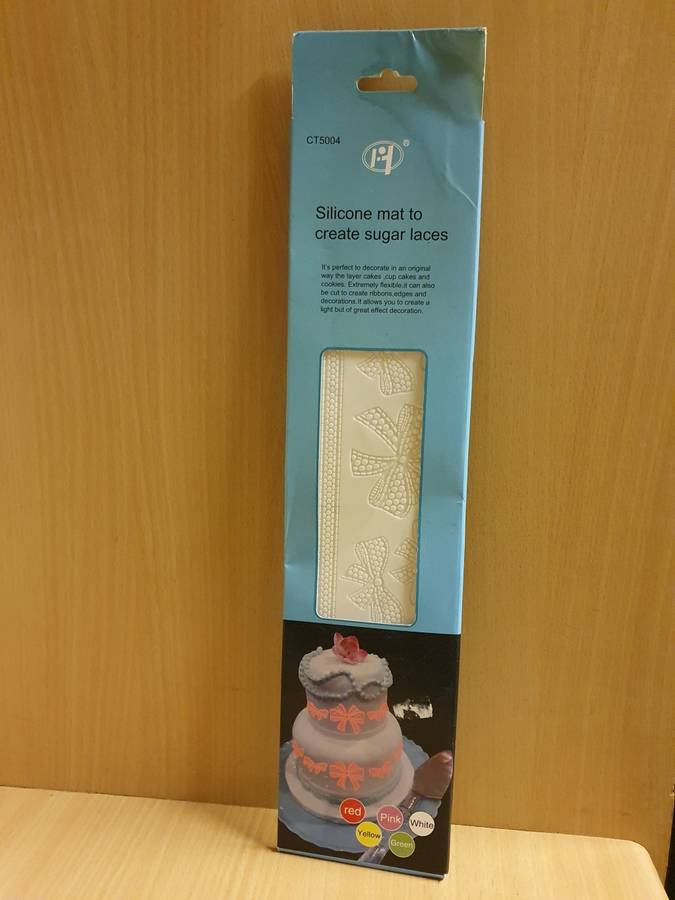 CT5004
®
Silicone mat to
create sugar laces
It's perfect to decorate in an original
way the layer cakes ,cup cakes and
cookies. Extremely flexible,it can also
be cut to create ribbons,edges and
decorations.It allows you to create a
light but of great effect decoration.
red
Pink
White
Yellow
Green